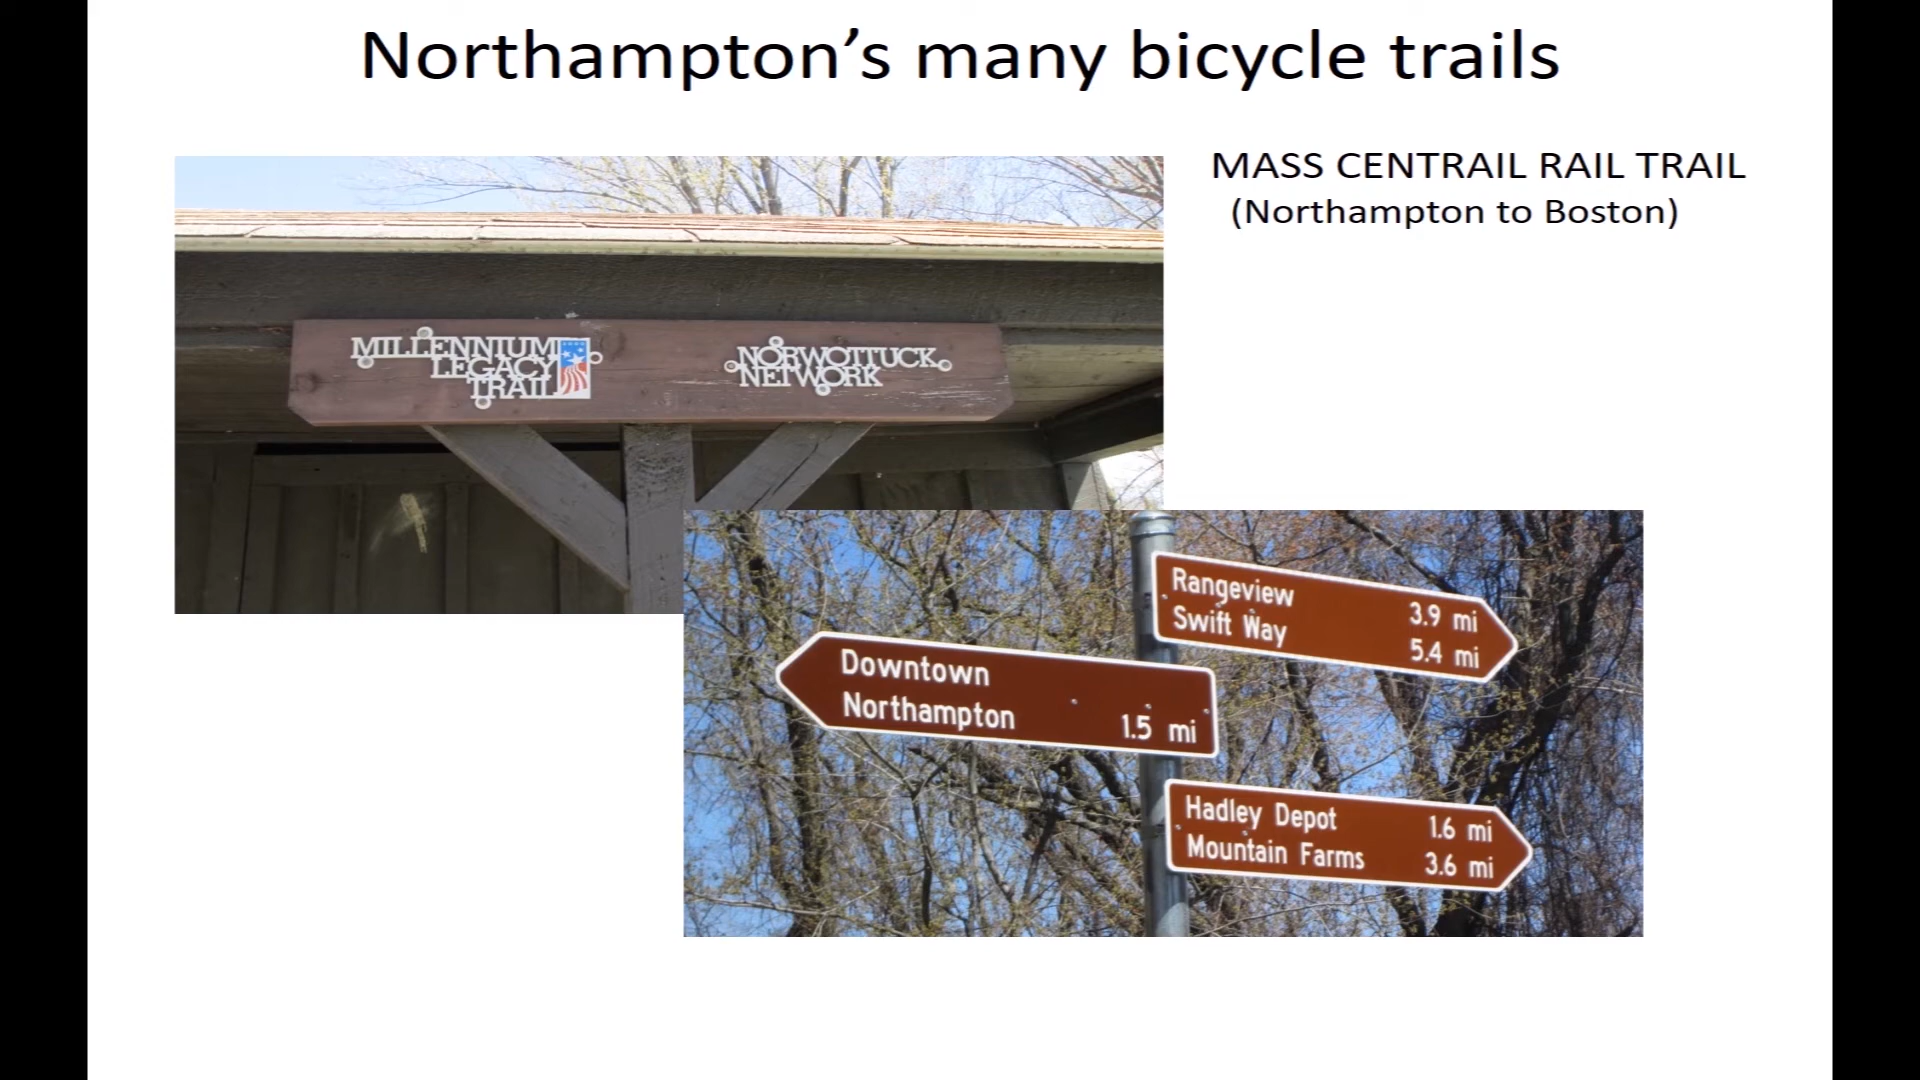 Northampton’s many bicycle trails
MASS CENTRAIL RAIL TRAIL
(Northampton to Boston)
MILLENNIUM
LEGACY
TRAIL
NORWOTTUCK
NETWORK
Rangeview 3.9 mi
Swift Way 5.4 mi
Downtown
Northampton 1.5 mi
Hadley Depot 1.6 mi
Mountain Farms 3.6 mi